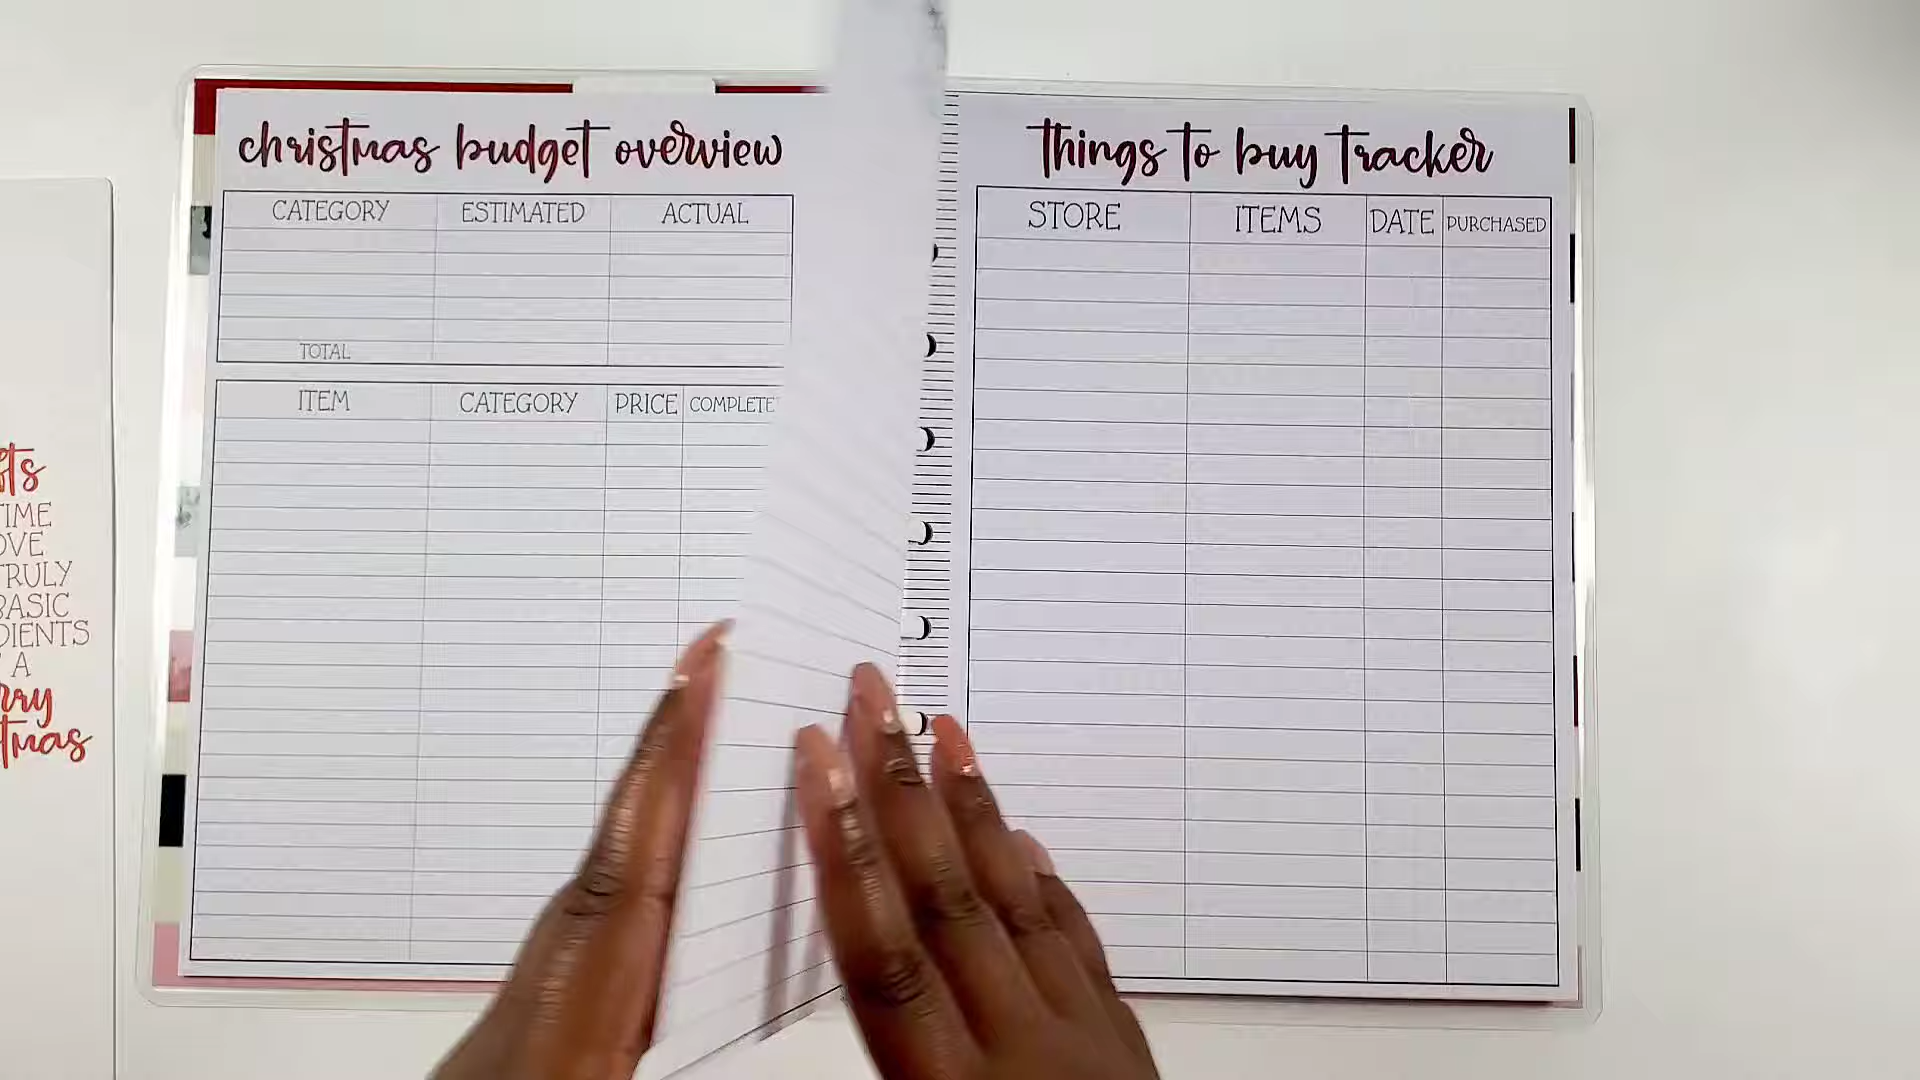 christmas budget overview
CATEGORY ESTIMATED ACTUAL
TOTAL
ITEM CATEGORY PRICE COMPLETE
things to buy tracker
STORE ITEMS DATE PURCHASED
TIME
TRULY
BASIC
A